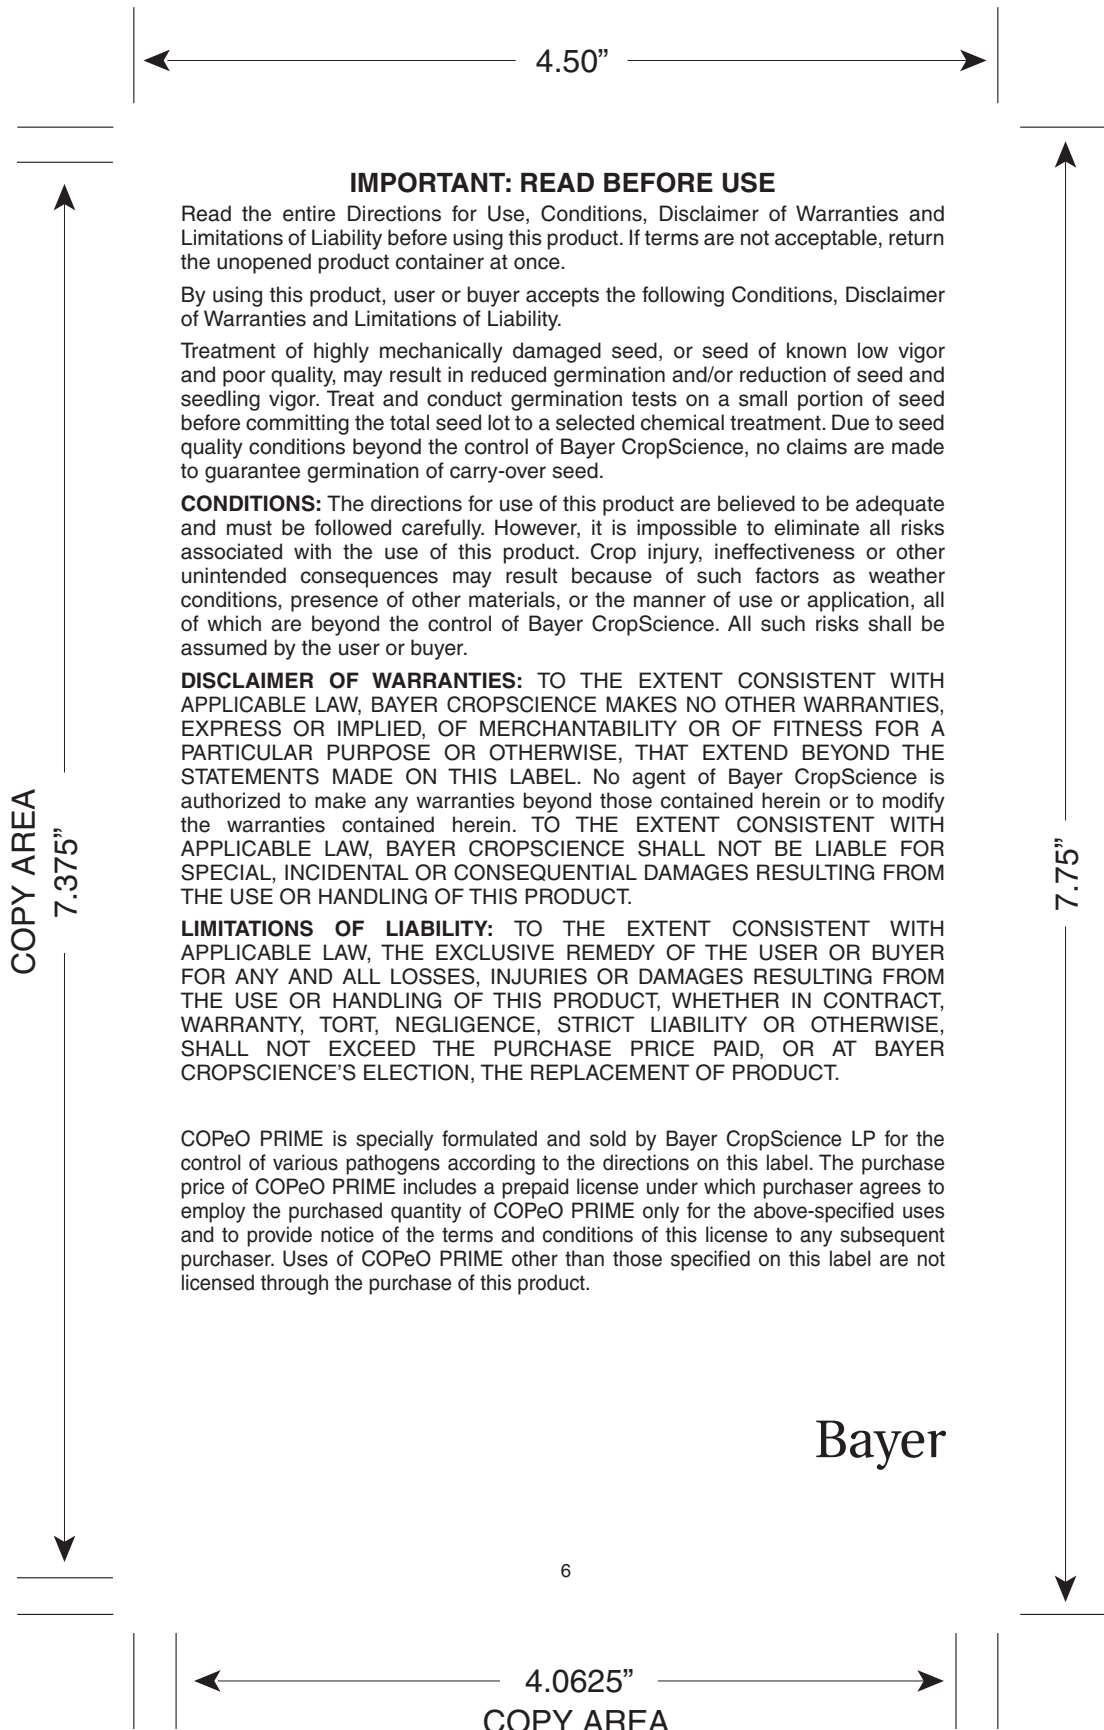 4.50”
IMPORTANT: READ BEFORE USE
Read the entire Directions for Use, Conditions, Disclaimer of Warranties and
Limitations of Liability before using this product. If terms are not acceptable, return
the unopened product container at once.
By using this product, user or buyer accepts the following Conditions, Disclaimer
of Warranties and Limitations of Liability.
Treatment of highly mechanically damaged seed, or seed of known low vigor
and poor quality, may result in reduced germination and/or reduction of seed and
seedling vigor. Treat and conduct germination tests on a small portion of seed
before committing the total seed lot to a selected chemical treatment. Due to seed
quality conditions beyond the control of Bayer CropScience, no claims are made
to guarantee germination of carry-over seed.
CONDITIONS: The directions for use of this product are believed to be adequate
and must be followed carefully. However, it is impossible to eliminate all risks
associated with the use of this product. Crop injury, ineffectiveness or other
unintended consequences may result because of such factors as weather
conditions, presence of other materials, or the manner of use or application, all
of which are beyond the control of Bayer CropScience. All such risks shall be
assumed by the user or buyer.
DISCLAIMER OF WARRANTIES: TO THE EXTENT CONSISTENT WITH
APPLICABLE LAW, BAYER CROPSCIENCE MAKES NO OTHER WARRANTIES,
EXPRESS OR IMPLIED, OF MERCHANTABILITY OR OF FITNESS FOR A
PARTICULAR PURPOSE OR OTHERWISE, THAT EXTEND BEYOND THE
STATEMENTS MADE ON THIS LABEL. No agent of Bayer CropScience is
authorized to make any warranties beyond those contained herein or to modify
the warranties contained herein. TO THE EXTENT CONSISTENT WITH
APPLICABLE LAW, BAYER CROPSCIENCE SHALL NOT BE LIABLE FOR
SPECIAL, INCIDENTAL OR CONSEQUENTIAL DAMAGES RESULTING FROM
THE USE OR HANDLING OF THIS PRODUCT.
LIMITATIONS OF LIABILITY: TO THE EXTENT CONSISTENT WITH
APPLICABLE LAW, THE EXCLUSIVE REMEDY OF THE USER OR BUYER
FOR ANY AND ALL LOSSES, INJURIES OR DAMAGES RESULTING FROM
THE USE OR HANDLING OF THIS PRODUCT, WHETHER IN CONTRACT,
WARRANTY, TORT, NEGLIGENCE, STRICT LIABILITY OR OTHERWISE,
SHALL NOT EXCEED THE PURCHASE PRICE PAID, OR AT BAYER
CROPSCIENCE’S ELECTION, THE REPLACEMENT OF PRODUCT.
COPeO PRIME is specially formulated and sold by Bayer CropScience LP for the
control of various pathogens according to the directions on this label. The purchase
price of COPeO PRIME includes a prepaid license under which purchaser agrees to
employ the purchased quantity of COPeO PRIME only for the above-specified uses
and to provide notice of the terms and conditions of this license to any subsequent
purchaser. Uses of COPeO PRIME other than those specified on this label are not
licensed through the purchase of this product.
Bayer
6
COPY AREA
7.375”
7.75”
4.0625”
COPY AREA